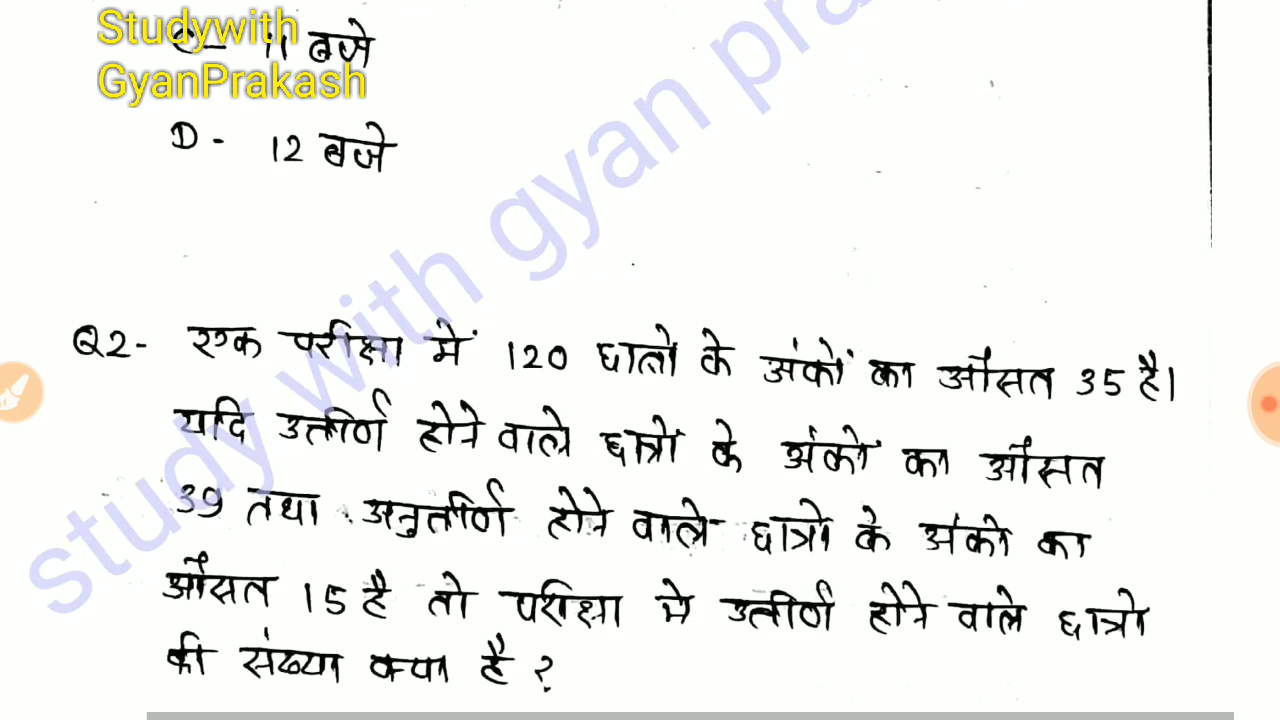 Studywith
C- 11 बजे
GyanPrakash
D- 12 बजे
study with gyan pra
Q2- एक परीक्षा में 120 छात्रो के अंकों का औसत 35 है।
यदि उत्तीर्ण होने वाले छात्रों के अंकों का औसत
39 तथा अनुत्तीर्ण होने वाले छात्रो के अंको का
औसत 15 है तो परीक्षा मे उत्तीर्ण होने वाले छात्रो
की संख्या क्या है ?